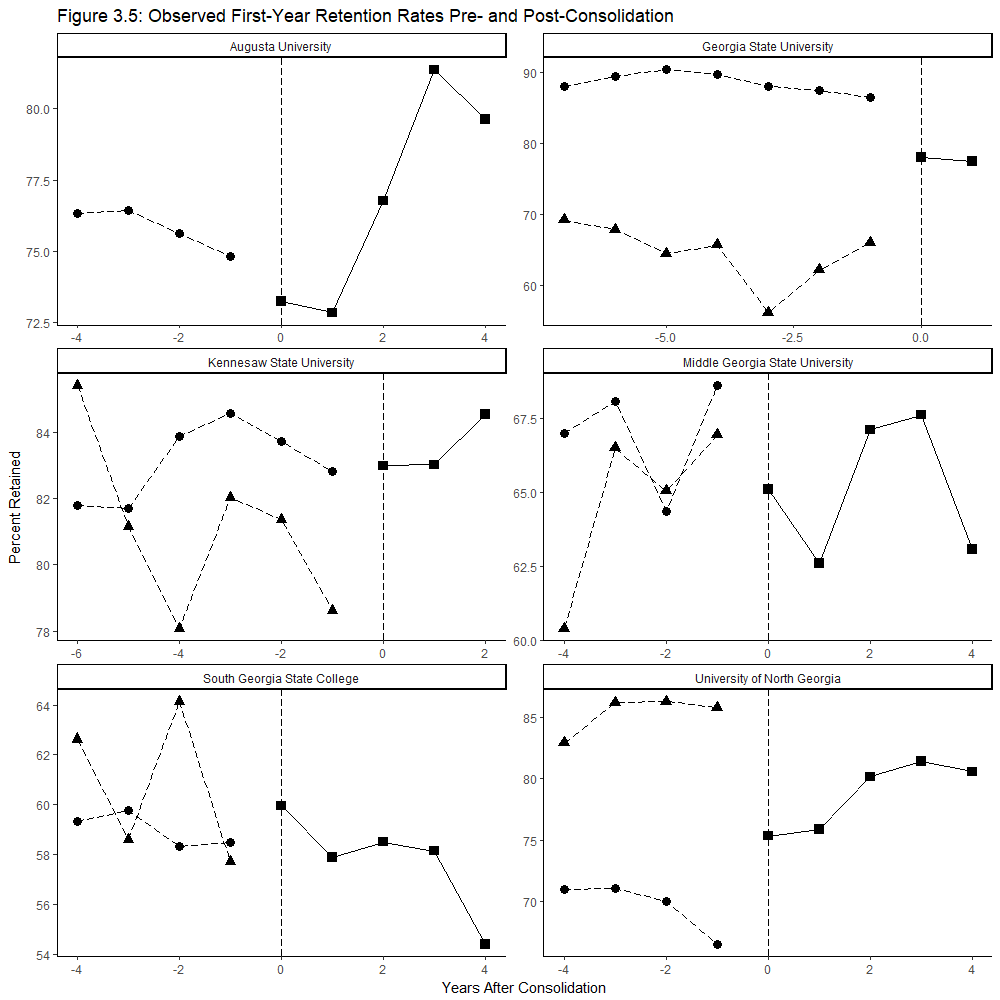 Figure 3.5: Observed First-Year Retention Rates Pre- and Post-Consolidation
Augusta University
80.0
77.5
75.0
72.5
-4 -2 0 2 4
Georgia State University
90
80
70
60
-5.0 -2.5 0.0
Kennesaw State University
84
82
80
78
-6 -4 -2 0 2
Middle Georgia State University
67.5
65.0
62.5
60.0
-4 -2 0 2 4
South Georgia State College
64
62
60
58
56
54
-4 -2 0 2 4
University of North Georgia
85
80
75
70
-4 -2 0 2 4
Percent Retained
Years After Consolidation